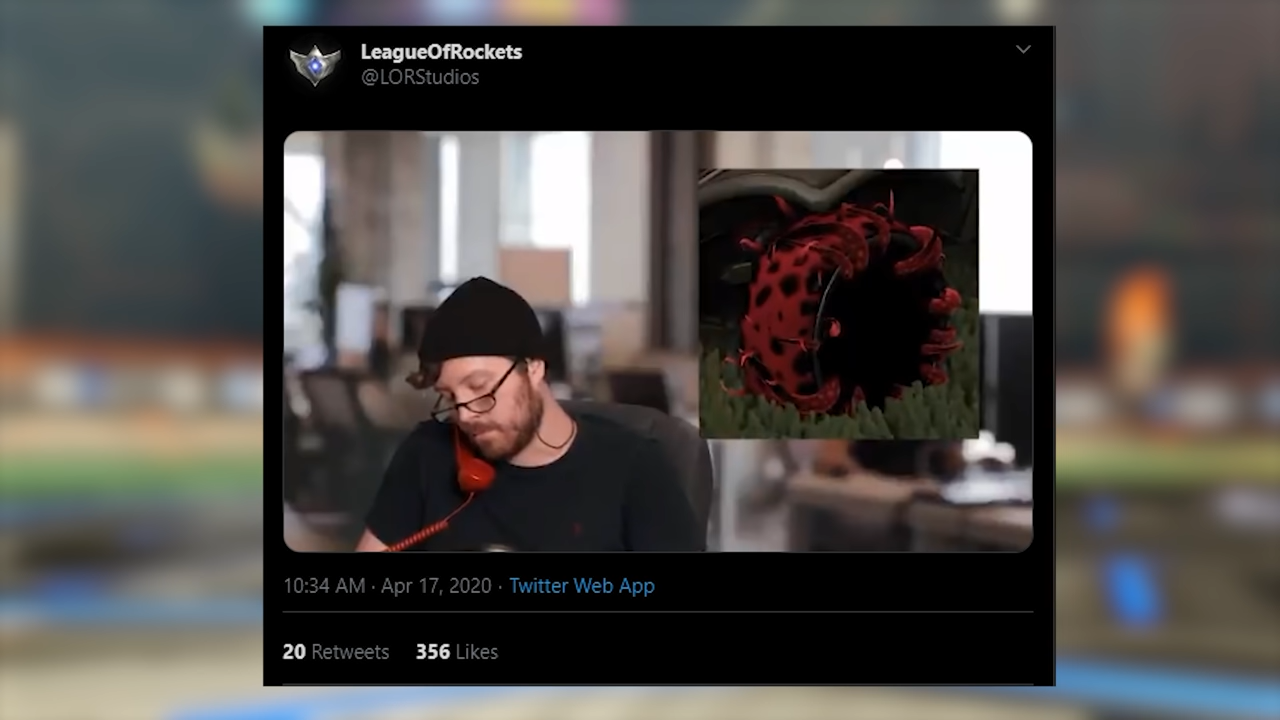 LeagueOfRockets
@LORStudios
10:34 AM · Apr 17, 2020 · Twitter Web App
20 Retweets 356 Likes